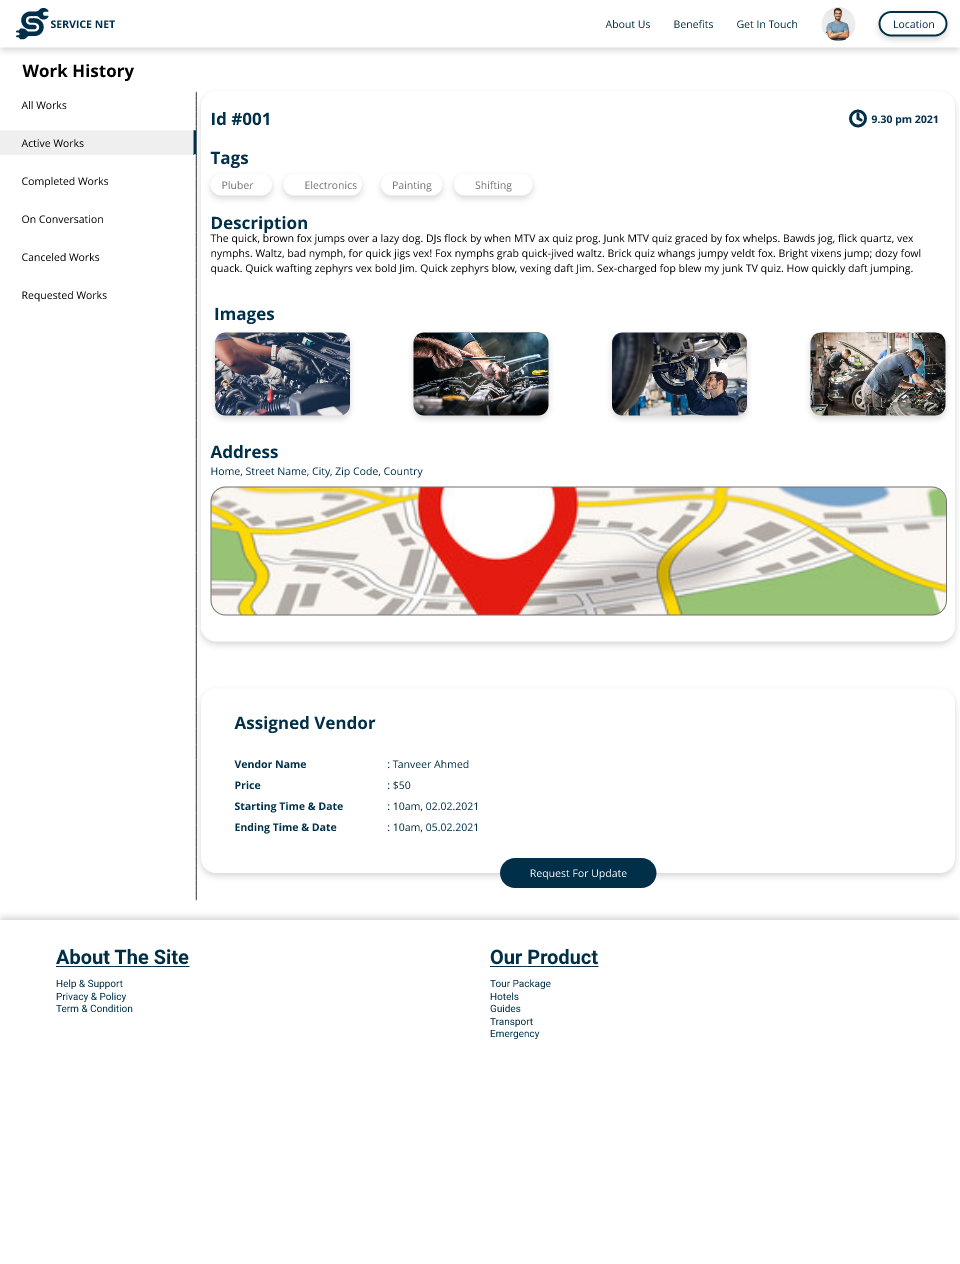 SERVICE NET
About Us
Benefits
Get In Touch
Location
Work History
All Works
Active Works
Completed Works
On Conversation
Canceled Works
Requested Works
Id #001
9.30 pm 2021
Tags
Pluber
Electronics
Painting
Shifting
Description
The quick, brown fox jumps over a lazy dog. DJs flock by when MTV ax quiz prog. Junk MTV quiz graced by fox whelps. Bawds jog, flick quartz, vex
nymphs. Waltz, bad nymph, for quick jigs vex! Fox nymphs grab quick-jived waltz. Brick quiz whangs jumpy veldt fox. Bright vixens jump; dozy fowl
quack. Quick wafting zephyrs vex bold Jim. Quick zephyrs blow, vexing daft Jim. Sex-charged fop blew my junk TV quiz. How quickly daft jumping.
Images
Address
Home, Street Name, City, Zip Code, Country
Assigned Vendor
Vendor Name : Tanveer Ahmed
Price : $50
Starting Time & Date : 10am, 02.02.2021
Ending Time & Date : 10am, 05.02.2021
Request For Update
About The Site
Help & Support
Privacy & Policy
Term & Condition
Our Product
Tour Package
Hotels
Guides
Transport
Emergency